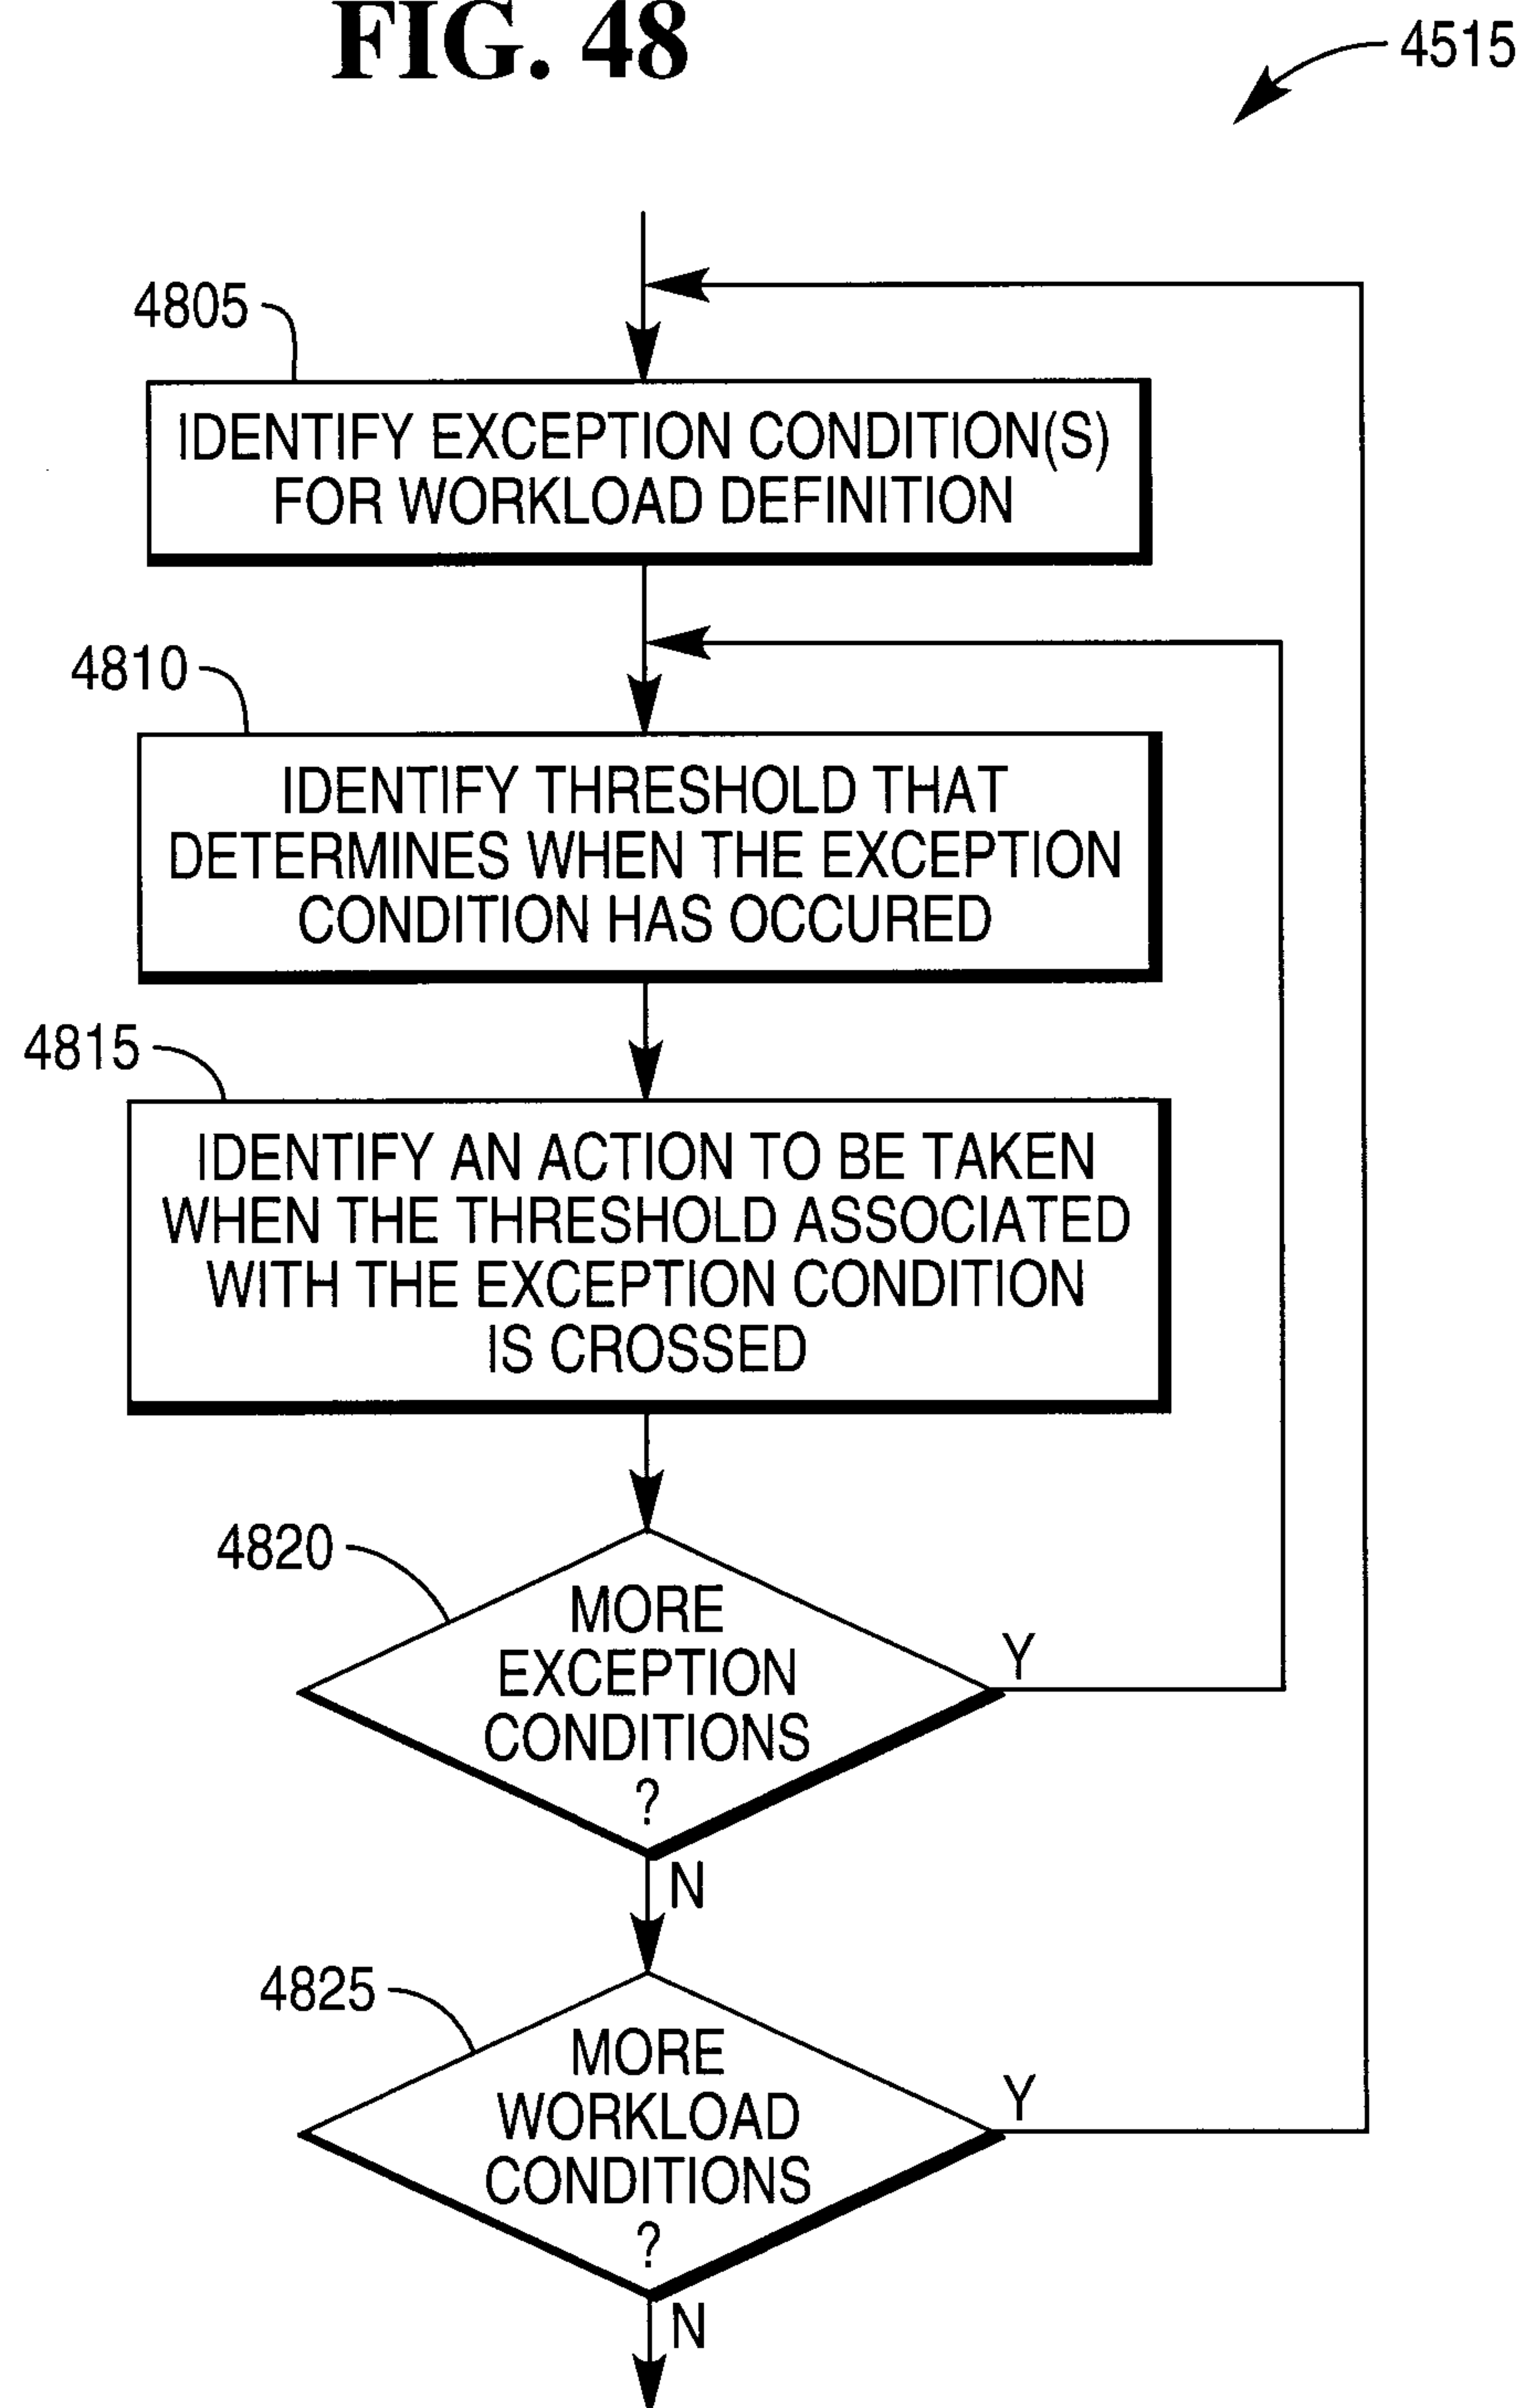 FIG. 48
4515
4805
IDENTIFY EXCEPTION CONDITION(S)
FOR WORKLOAD DEFINITION
4810
IDENTIFY THRESHOLD THAT
DETERMINES WHEN THE EXCEPTION
CONDITION HAS OCCURED
4815
IDENTIFY AN ACTION TO BE TAKEN
WHEN THE THRESHOLD ASSOCIATED
WITH THE EXCEPTION CONDITION
IS CROSSED
4820
MORE
EXCEPTION
CONDITIONS
?
Y
N
4825
MORE
WORKLOAD
CONDITIONS
?
Y
N